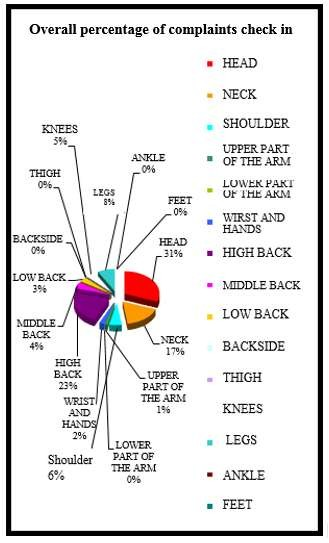 Overall percentage of complaints check in
KNEES
5%
THIGH
0%
LEGS
8%
ANKLE
0%
FEET
0%
BACKSIDE
0%
HEAD
31%
LOW BACK
3%
MIDDLE
BACK
4%
NECK
17%
HIGH
BACK
23%
UPPER
PART OF
THE ARM
1%
WRIST
AND
HANDS
2%
Shoulder
6%
LOWER
PART OF
THE ARM
0%
HEAD
NECK
SHOULDER
UPPER PART
OF THE ARM
LOWER PART
OF THE ARM
WIRST AND
HANDS
HIGH BACK
MIDDLE BACK
LOW BACK
BACKSIDE
THIGH
KNEES
LEGS
ANKLE
FEET